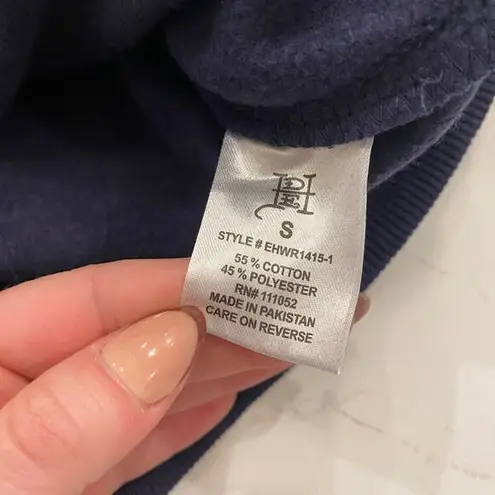 S
STYLE # EHWR1415-1
55 % COTTON
45 % POLYESTER
RN# 111052
MADE IN PAKISTAN
CARE ON REVERSE